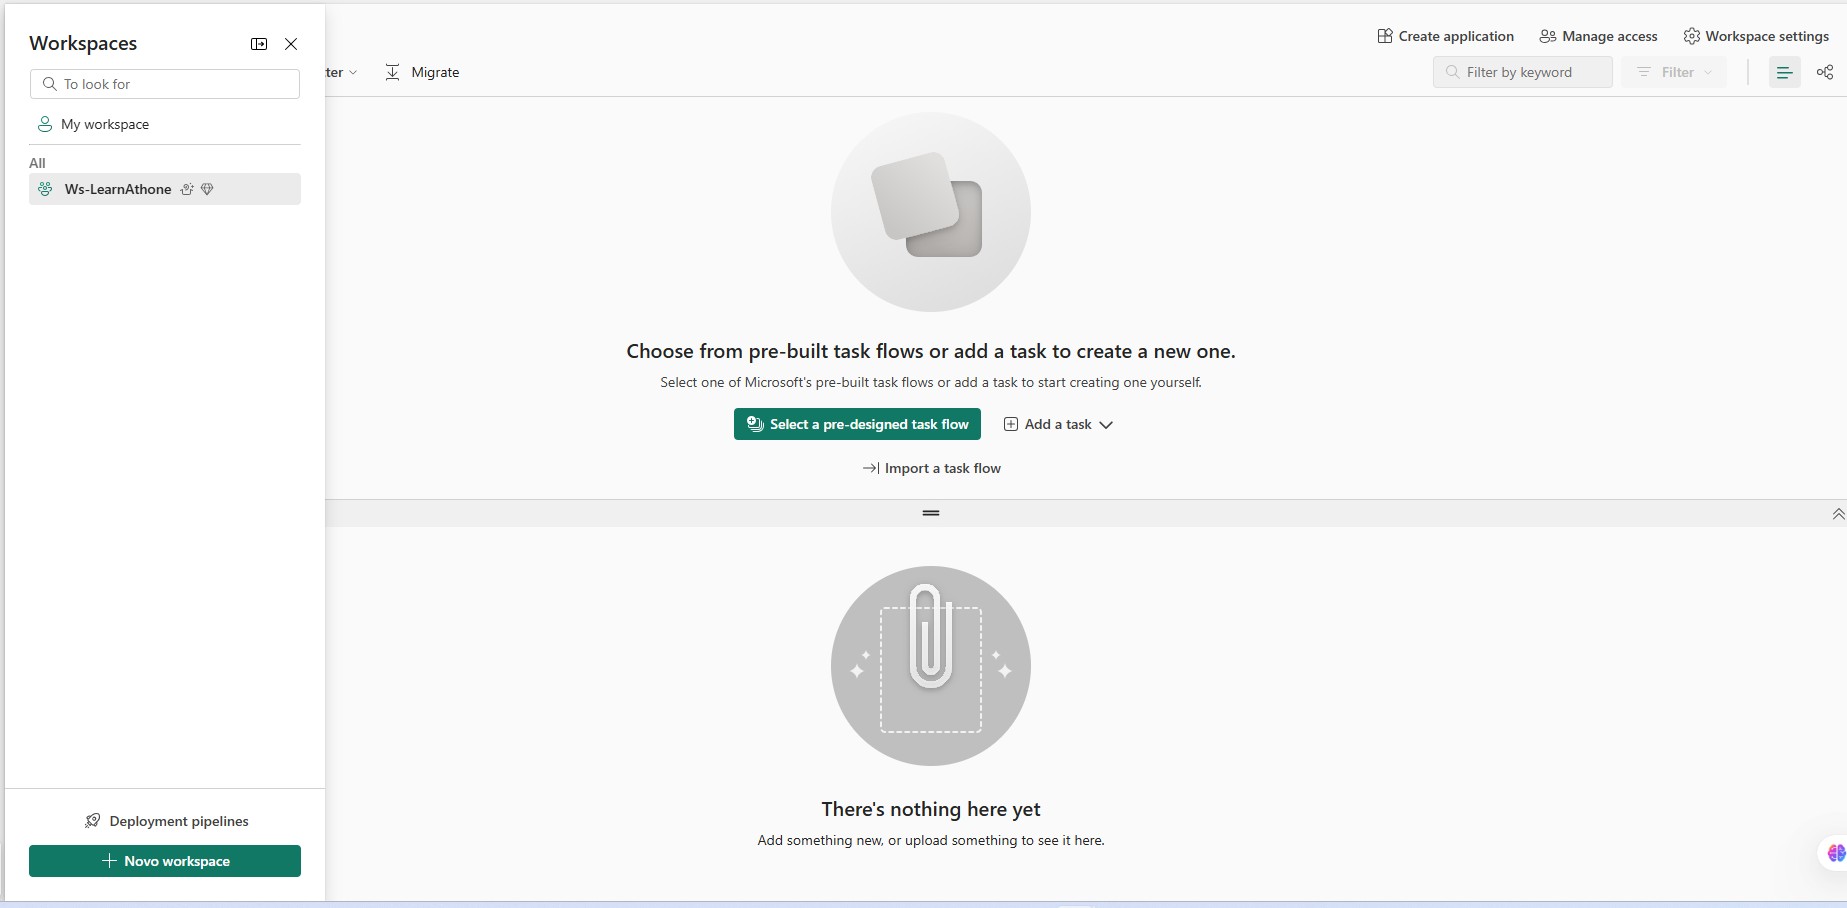 Workspaces
To look for
My workspace
All
Ws-LearnAthone
Deployment pipelines
Novo workspace
Create application
Manage access
Workspace settings
Migrate
Filter by keyword
Filter
Choose from pre-built task flows or add a task to create a new one.
Select one of Microsoft's pre-built task flows or add a task to start creating one yourself.
Select a pre-designed task flow
Add a task
Import a task flow
There's nothing here yet
Add something new, or upload something to see it here.